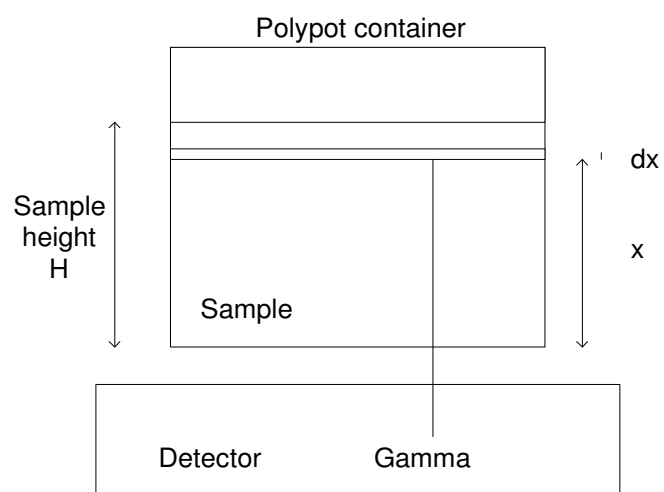 Polypot container
dx
Sample
height
H
x
Sample
Detector
Gamma